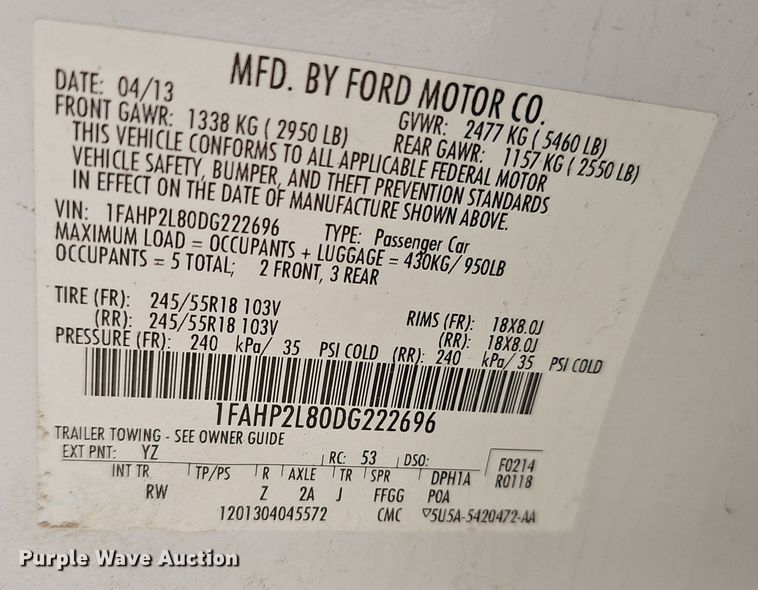 MFD. BY FORD MOTOR CO.
DATE: 04/13 GVWR: 2477 KG ( 5460 LB)
FRONT GAWR: 1338 KG ( 2950 LB) REAR GAWR: 1157 KG ( 2550 LB)
THIS VEHICLE CONFORMS TO ALL APPLICABLE FEDERAL MOTOR
VEHICLE SAFETY, BUMPER, AND THEFT PREVENTION STANDARDS
IN EFFECT ON THE DATE OF MANUFACTURE SHOWN ABOVE.
VIN: 1FAHP2L80DG222696 TYPE: Passenger Car
MAXIMUM LOAD = OCCUPANTS + LUGGAGE = 430KG/ 950LB
OCCUPANTS = 5 TOTAL; 2 FRONT, 3 REAR
TIRE (FR): 245/55R18 103V RIMS (FR): 18X8.0J
(RR): 245/55R18 103V (RR): 18X8.0J
PRESSURE (FR): 240 kPa/ 35 PSI COLD (RR): 240 kPa/ 35 PSI COLD
1FAHP2L80DG222696
TRAILER TOWING - SEE OWNER GUIDE
EXT PNT: YZ RC: 53 DSO: F0214
INT TR TP/PS R AXLE TR SPR DPH1A R0118
RW Z 2A J FFGG POA
1201304045572 CMC ▽5U5A-5420472-AA
Purple Wave Auction